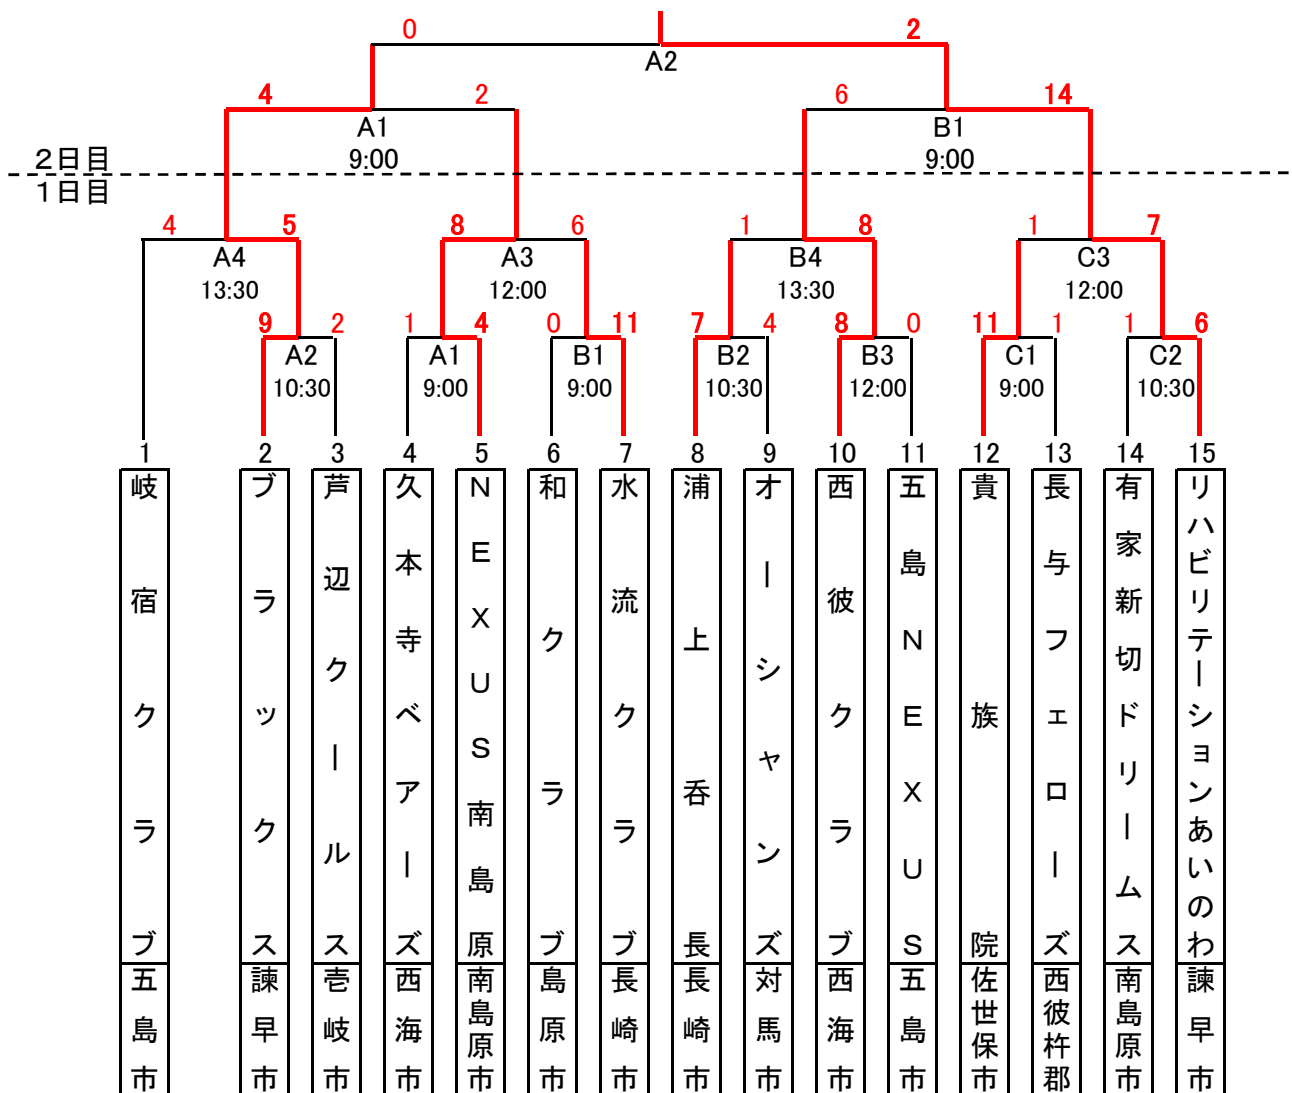 0 2
A2
4 2 6 14
A1 B1
9:00 9:00
2日目
1日目
4 5 8 6 1 8 1 7
A4 A3 B4 C3
13:30 12:00 13:30 12:00
9 2 1 4 0 11 7 4 8 0 11 1 1 6
A2 A1 B1 B2 B3 C1 C2
10:30 9:00 9:00 10:30 12:00 9:00 10:30
1 2 3 4 5 6 7 8 9 10 11 12 13 14 15
岐宿クラブ
ブラックス
芦辺クールス
久本寺ベアーズ
NEXUS南島原
和クラブ
水流クラブ
浦上呑長
オーシャンズ
西彼クラブ
五島NEXUS
貴族院
長与フェローズ
有家新切ドリームス
リハビリテーションあいのわ
五島市
諫早市
壱岐市
西海市
南島原市
島原市
長崎市
長崎市
対馬市
西海市
五島市
佐世保市
西彼杵郡
南島原市
諫早市